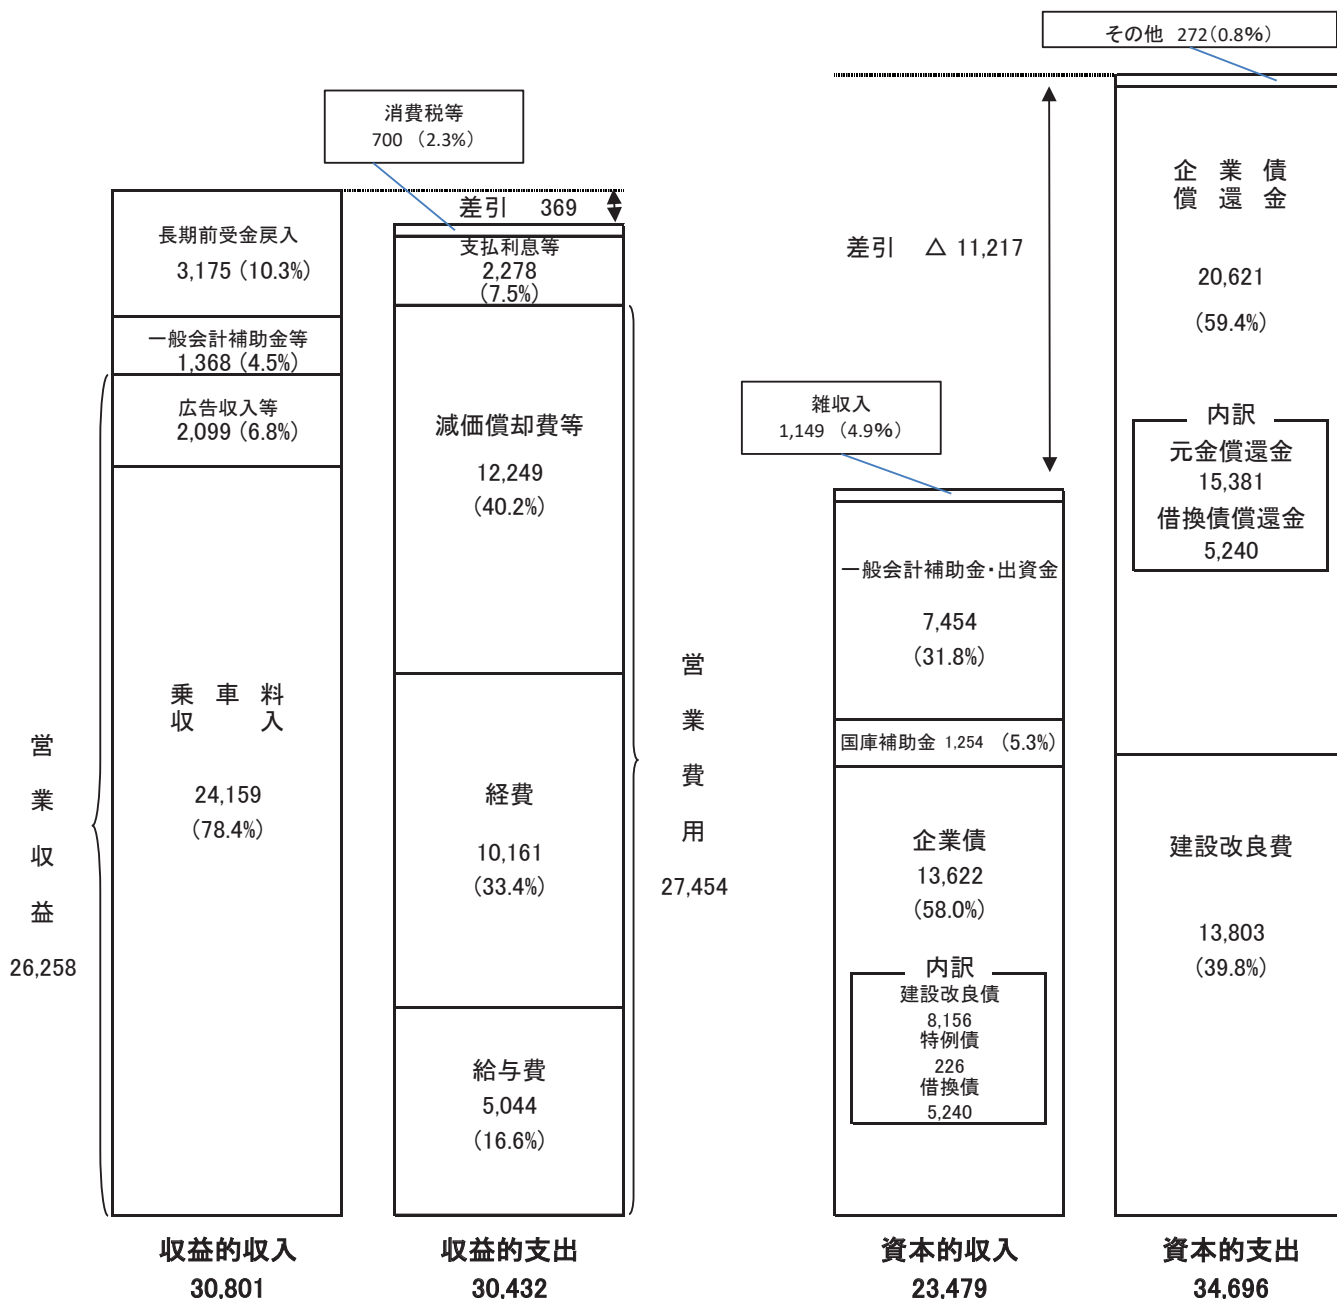 その他 272(0.8%)
消費税等
700 (2.3%)
差引 369
長期前受金戻入
3,175 (10.3%)
一般会計補助金等
1,368 (4.5%)
広告収入等
2,099 (6.8%)
乗車料
収入
24,159
(78.4%)
営
業
収
益
26,258
収益的収入
30,801
支払利息等
2,278
(7.5%)
減価償却費等
12,249
(40.2%)
経費
10,161
(33.4%)
給与費
5,044
(16.6%)
営
業
費
用
27,454
収益的支出
30,432
差引 △ 11,217
雑収入
1,149 (4.9%)
一般会計補助金・出資金
7,454
(31.8%)
国庫補助金 1,254 (5.3%)
企業債
13,622
(58.0%)
内訳
建設改良債
8,156
特例債
226
借換債
5,240
資本的収入
23,479
企業債
償還金
20,621
(59.4%)
内訳
元金償還金
15,381
借換債償還金
5,240
建設改良費
13,803
(39.8%)
資本的支出
34,696